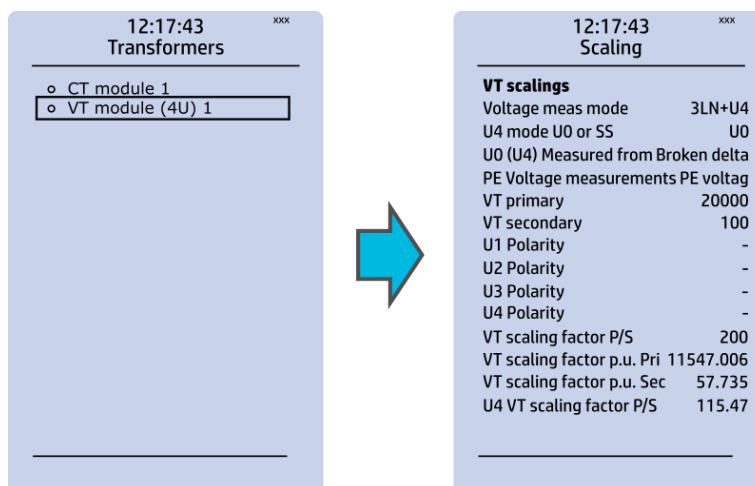 12:17:43 xxx
Transformers
CT module 1
VT module (4U) 1
12:17:43 xxx
Scaling
VT scalings
Voltage meas mode 3LN+U4
U4 mode U0 or SS U0
U0 (U4) Measured from Broken delta
PE Voltage measurements PE voltag
VT primary 20000
VT secondary 100
U1 Polarity -
U2 Polarity -
U3 Polarity -
U4 Polarity -
VT scaling factor P/S 200
VT scaling factor p.u. Pri 11547.006
VT scaling factor p.u. Sec 57.735
U4 VT scaling factor P/S 115.47